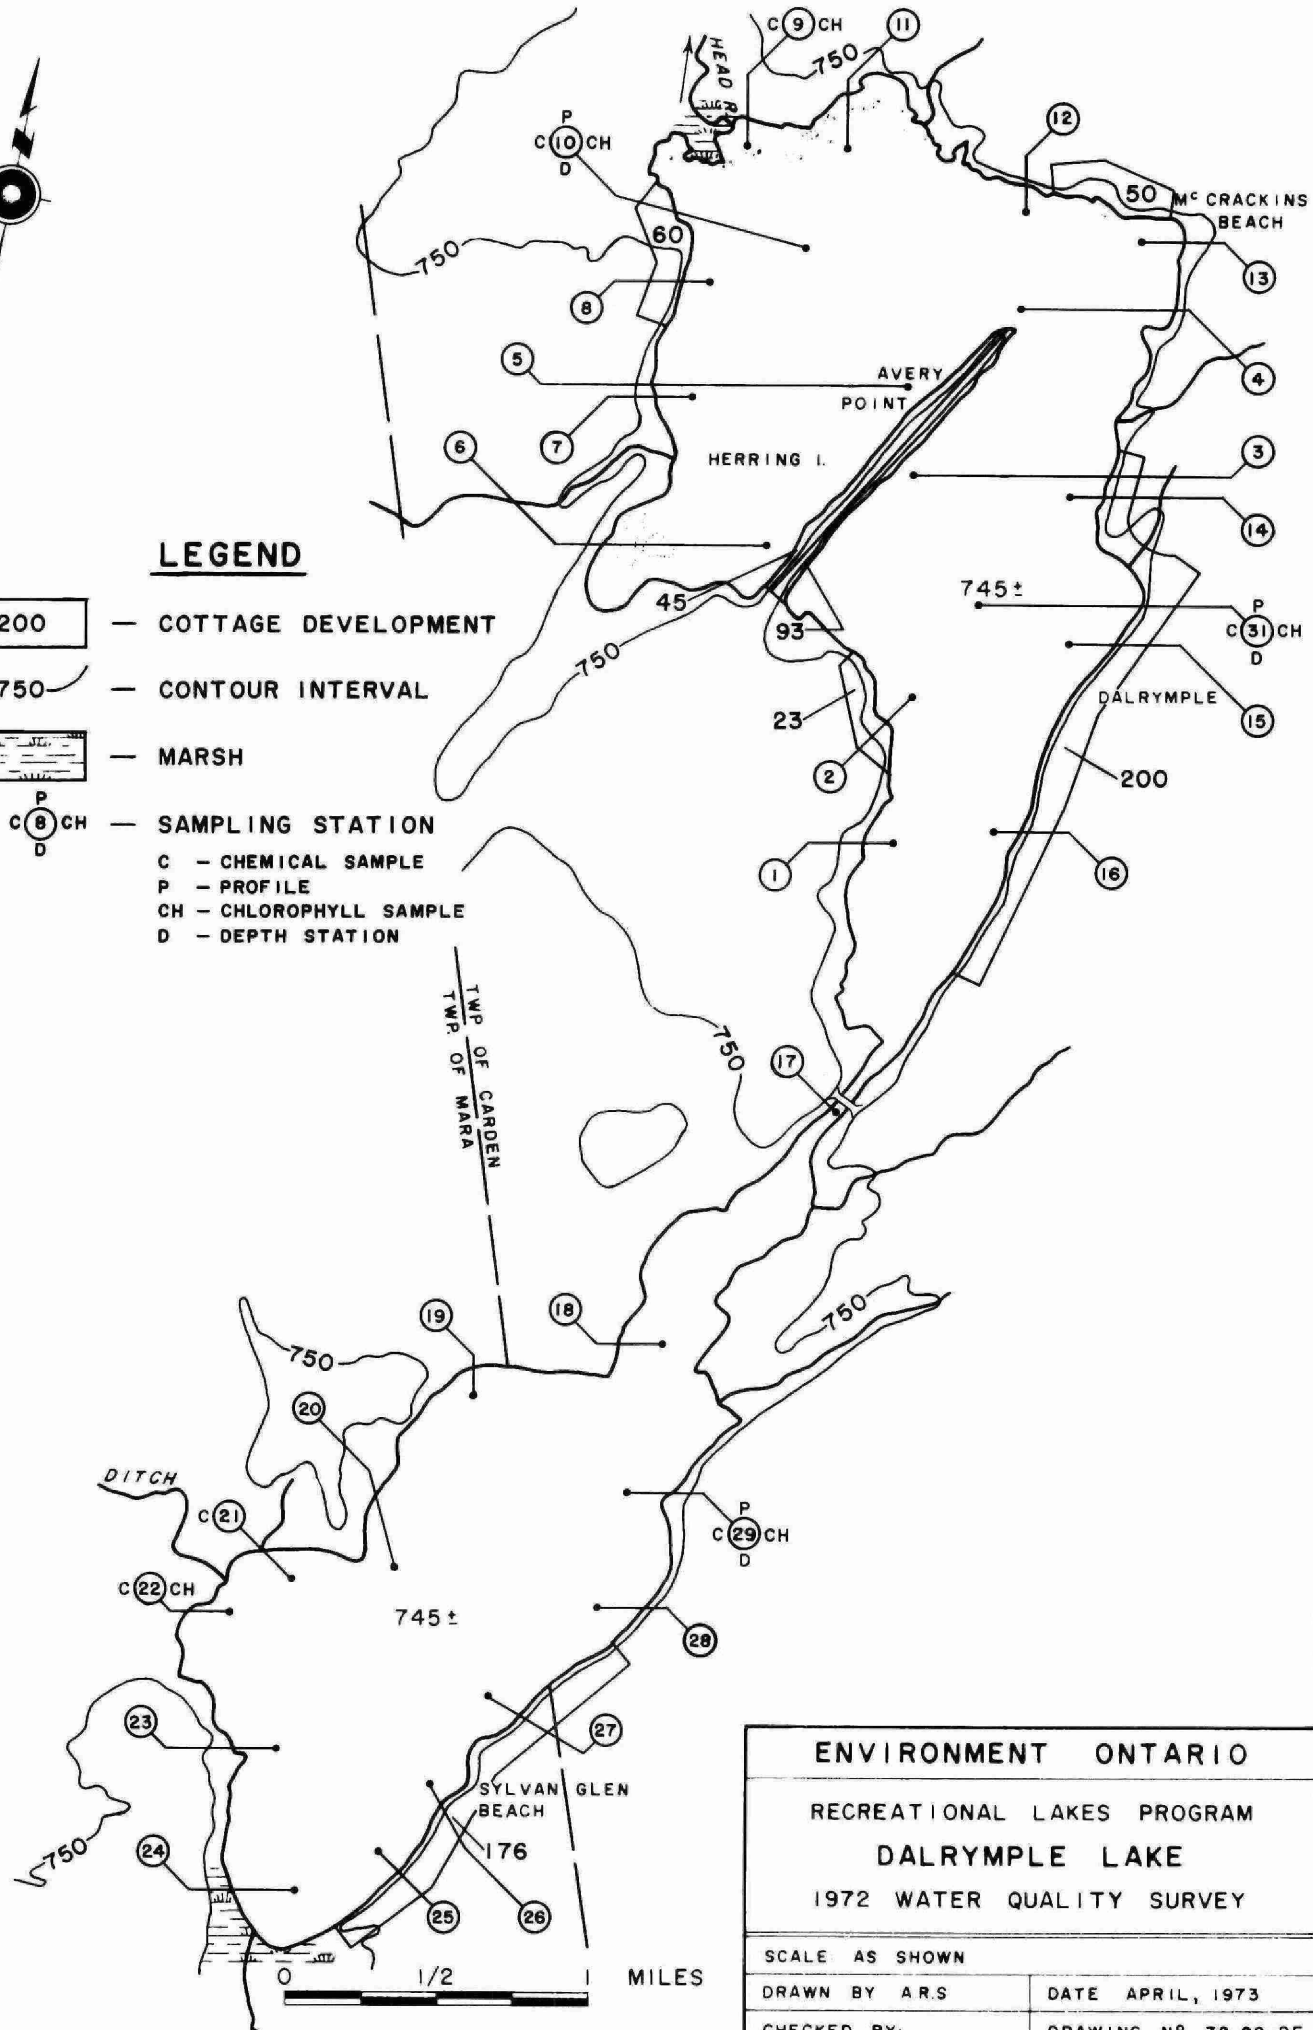 C 9 CH
11
750
HEAD R.
P
C 10 CH
D
12
50
Mc CRACKINS
BEACH
60
750
13
8
5
AVERY
POINT
4
7
6
HERRING I.
3
14
LEGEND
200 — COTTAGE DEVELOPMENT
750 — CONTOUR INTERVAL
— MARSH
P
C 8 CH — SAMPLING STATION
D
C — CHEMICAL SAMPLE
P — PROFILE
CH — CHLOROPHYLL SAMPLE
D — DEPTH STATION
745±
45
93
P
C 31 CH
D
750
23
DALRYMPLE
15
2
200
1
16
TWP. OF CARDEN
TWP. OF MARA
750
17
19
18
750
750
20
DITCH
C 21
P
C 29 CH
D
C 22 CH
745±
28
23
27
SYLVAN GLEN
BEACH
750
24
176
25
26
0 1/2 1 MILES
ENVIRONMENT ONTARIO
RECREATIONAL LAKES PROGRAM
DALRYMPLE LAKE
1972 WATER QUALITY SURVEY
SCALE AS SHOWN
DRAWN BY A.R.S
DATE APRIL, 1973
CHECKED BY:
DRAWING Nº